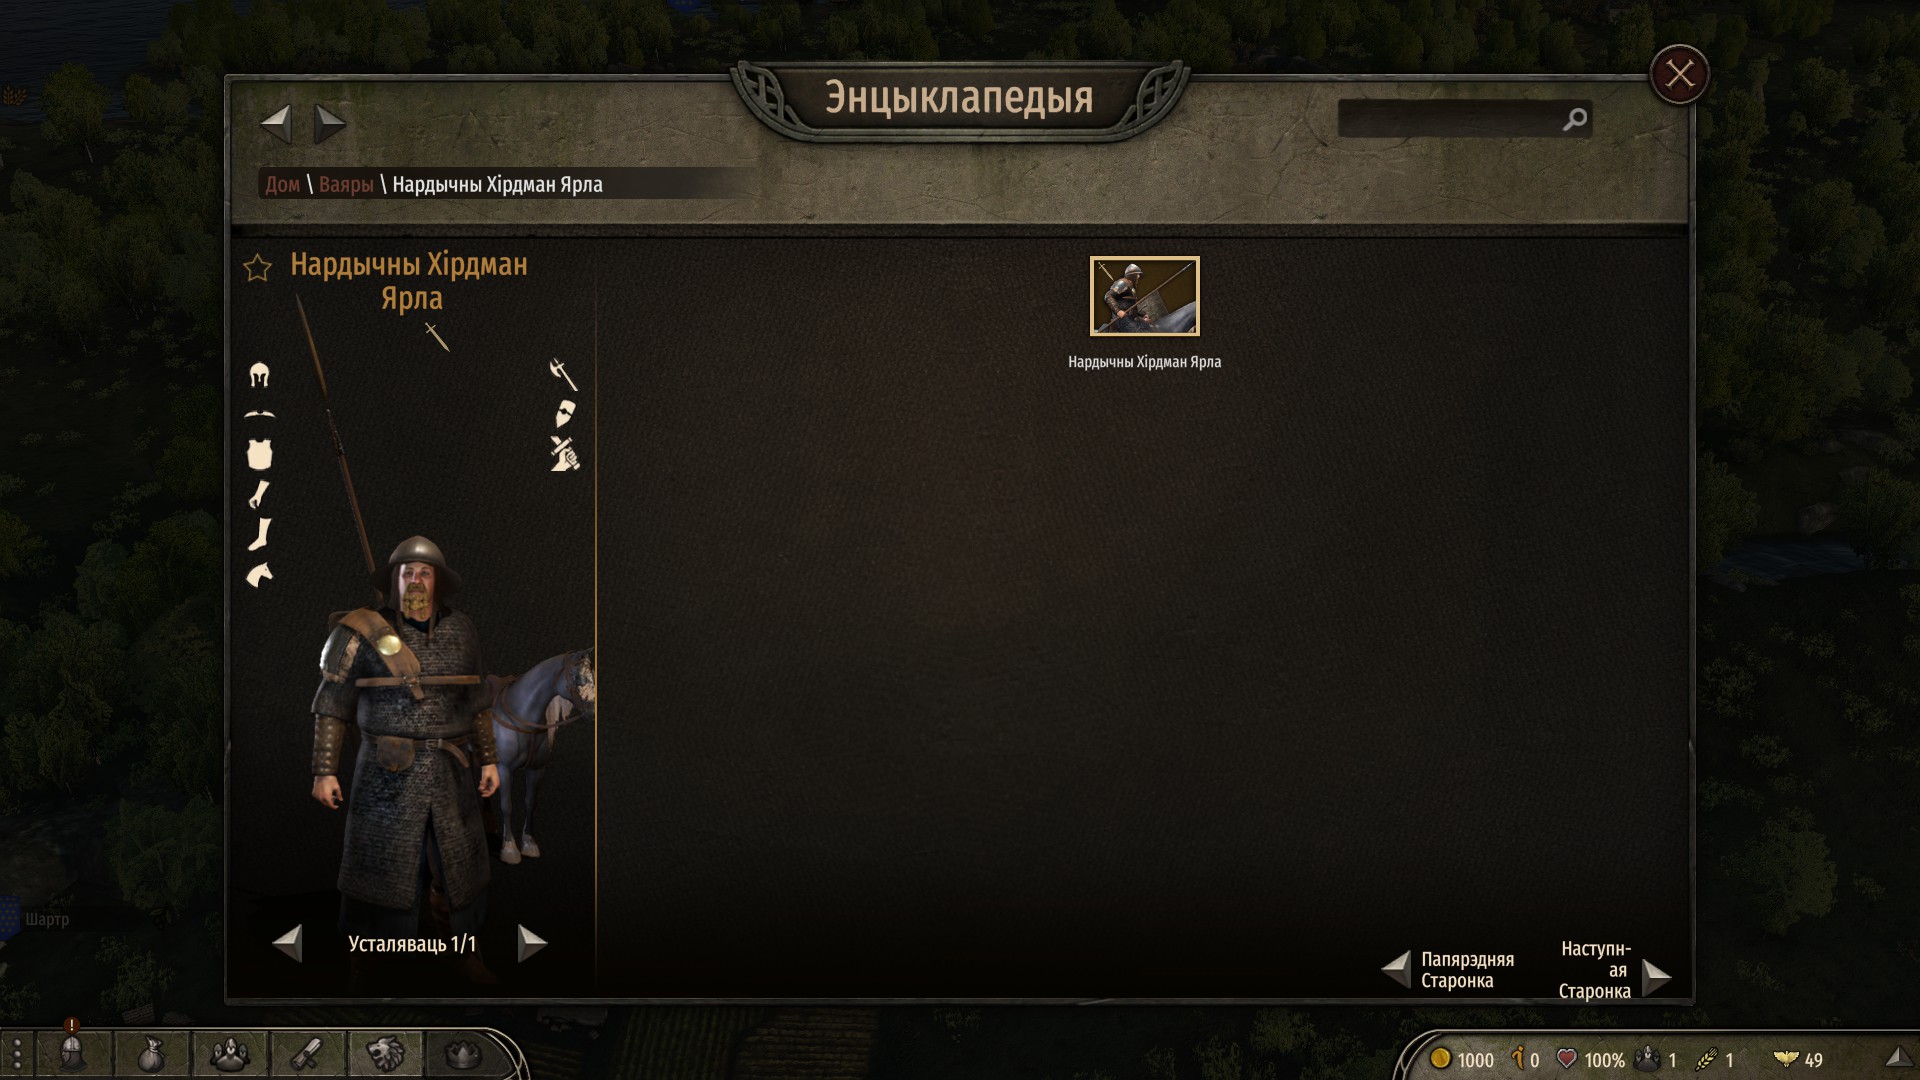 Энцыклапедыя
Дом \ Ваяры \ Нардычны Хірдман Ярла
Нардычны Хірдман
Ярла
Нардычны Хірдман Ярла
Шартр
Усталяваць 1/1
Папярэдняя
Старонка
Наступн-
ая
Старонка
!
1000
0
100%
1
1
49